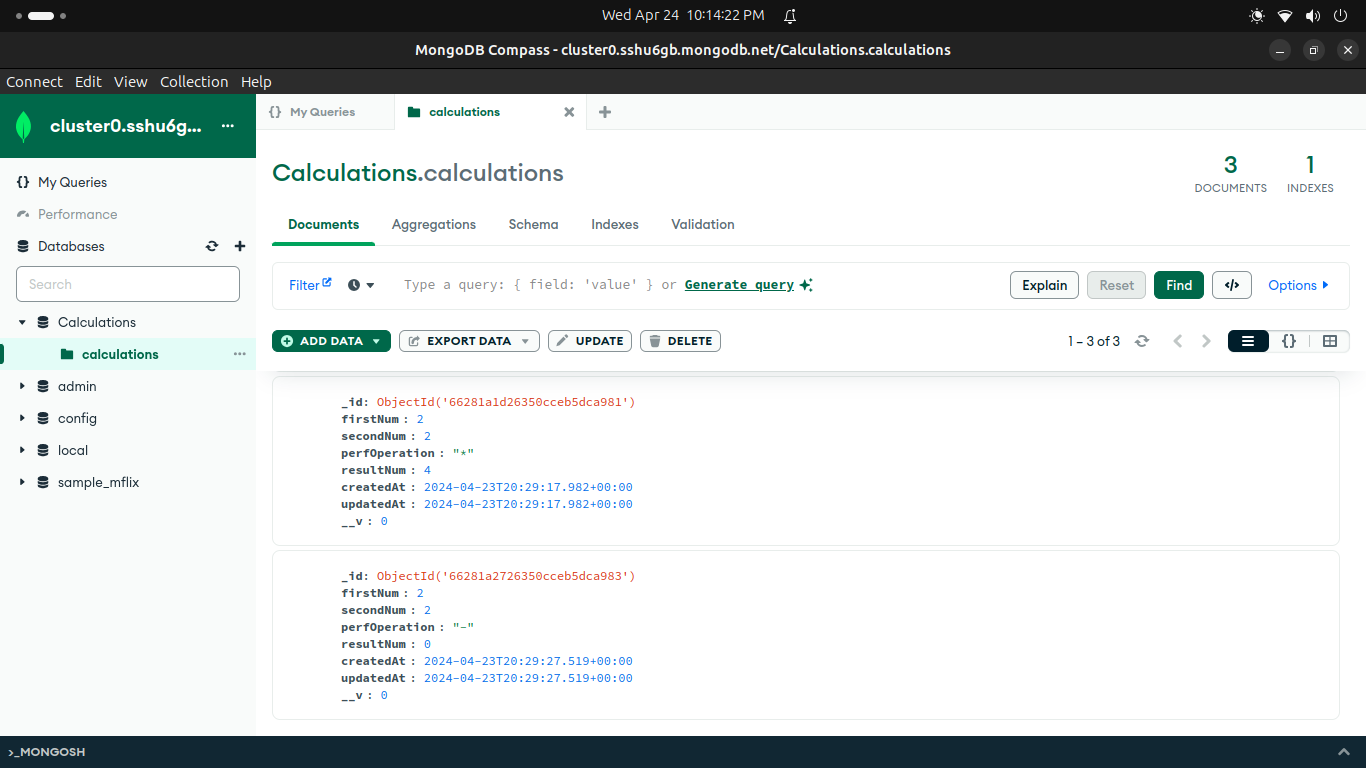 Wed Apr 24 10:14:22 PM
MongoDB Compass - cluster0.sshu6gb.mongodb.net/Calculations.calculations
Connect Edit View Collection Help
cluster0.sshu6g... ...
My Queries
Performance
Databases
Search
Calculations
calculations ...
admin
config
local
sample_mflix
{} My Queries
calculations
Calculations.calculations
3
DOCUMENTS
1
INDEXES
Documents Aggregations Schema Indexes Validation
Filter Type a query: { field: 'value' } or Generate query Explain Reset Find </> Options
ADD DATA EXPORT DATA UPDATE DELETE 1 – 3 of 3 {}
_id: ObjectId('66281a1d26350cceb5dca981')
firstNum : 2
secondNum : 2
perfOperation : "*"
resultNum : 4
createdAt : 2024-04-23T20:29:17.982+00:00
updatedAt : 2024-04-23T20:29:17.982+00:00
__v : 0
_id: ObjectId('66281a2726350cceb5dca983')
firstNum : 2
secondNum : 2
perfOperation : "-"
resultNum : 0
createdAt : 2024-04-23T20:29:27.519+00:00
updatedAt : 2024-04-23T20:29:27.519+00:00
__v : 0
>_MONGOSH